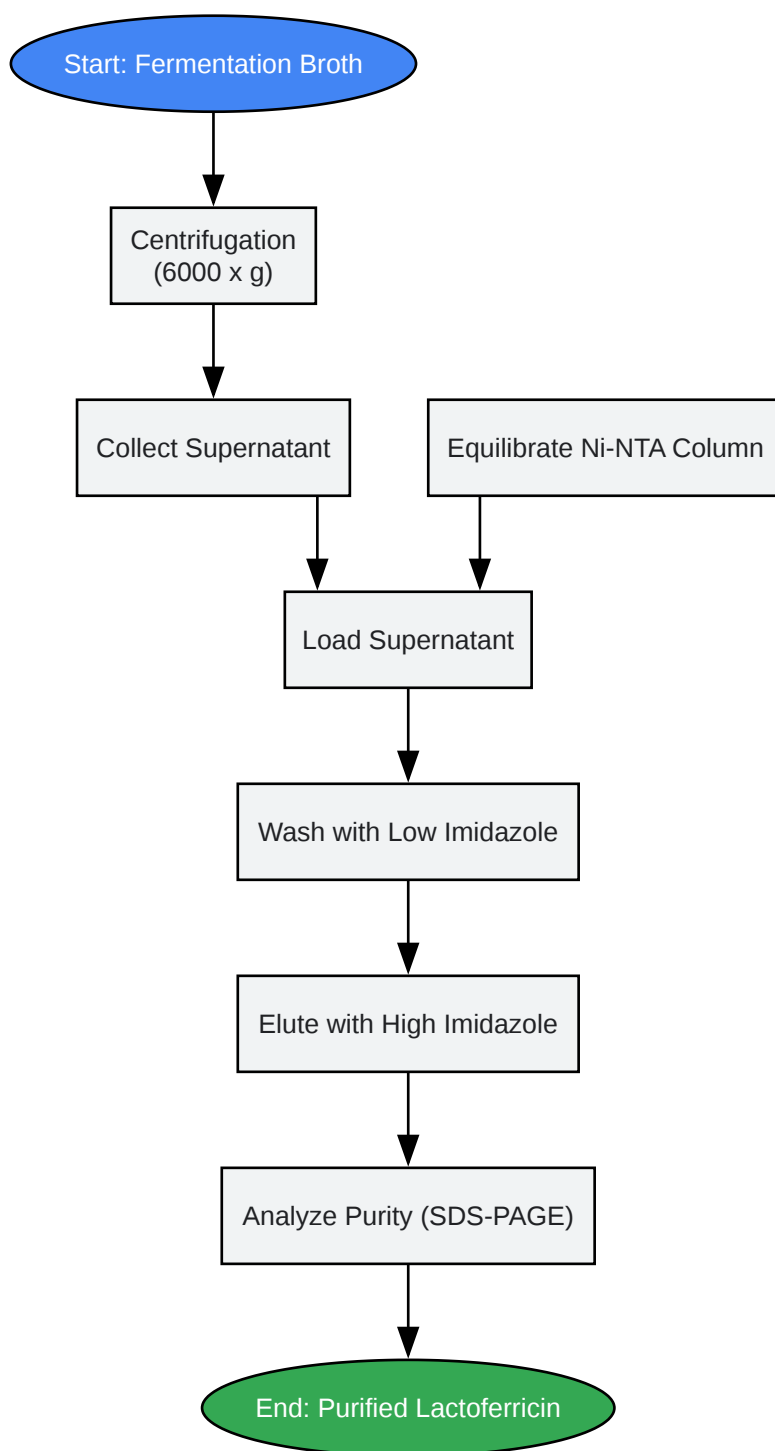 Start: Fermentation Broth
Centrifugation
(6000 x g)
Collect Supernatant
Equilibrate Ni-NTA Column
Load Supernatant
Wash with Low Imidazole
Elute with High Imidazole
Analyze Purity (SDS-PAGE)
End: Purified Lactoferricin